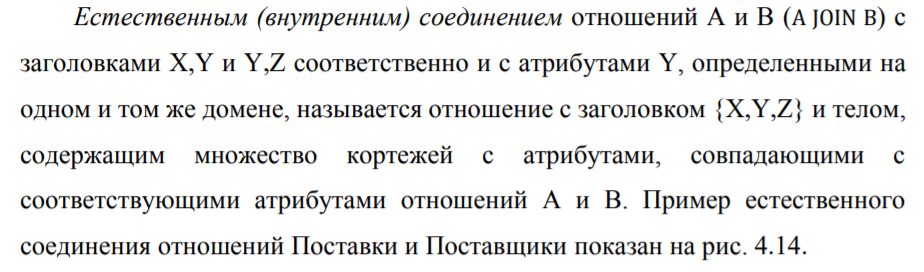 Естественным (внутренним) соединением отношений A и B (A JOIN B) с
заголовками X,Y и Y,Z соответственно и с атрибутами Y, определенными на
одном и том же домене, называется отношение с заголовком {X,Y,Z} и телом,
содержащим множество кортежей с атрибутами, совпадающими с
соответствующими атрибутами отношений A и B. Пример естественного
соединения отношений Поставки и Поставщики показан на рис. 4.14.